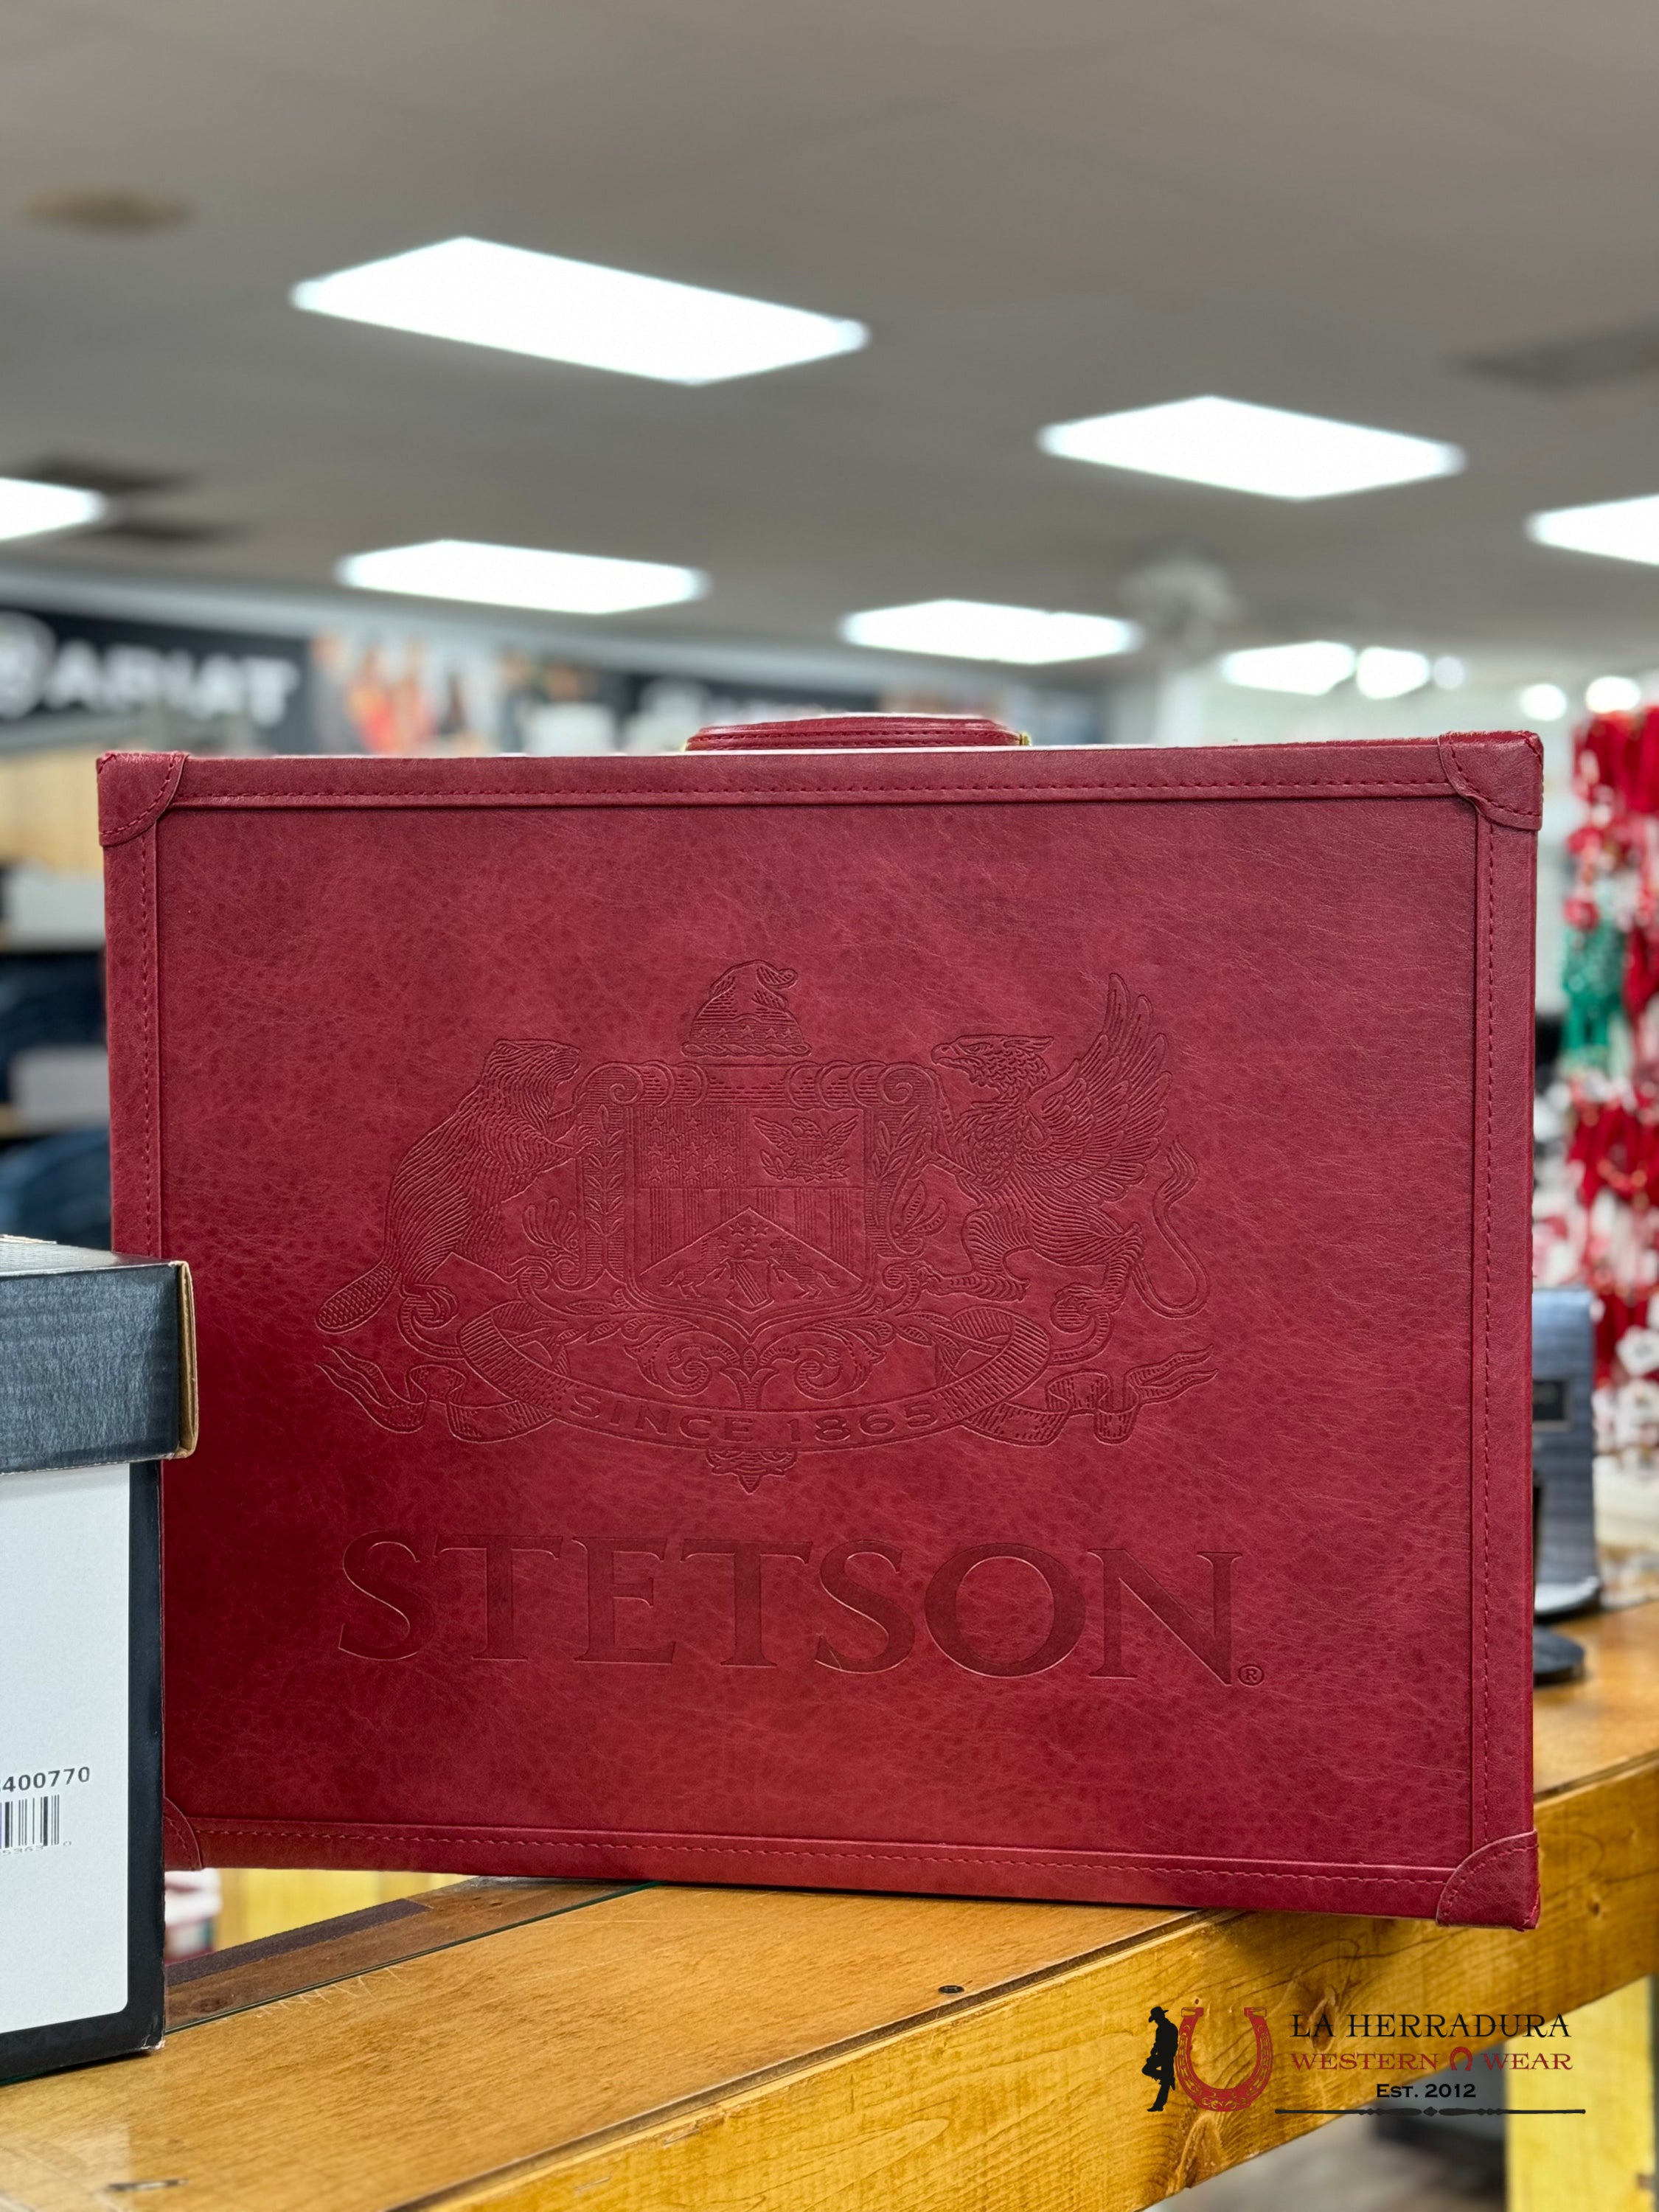 ARIAT
SINCE 1865
STETSON®
400770
LA HERRADURA
WESTERN WEAR
EST. 2012